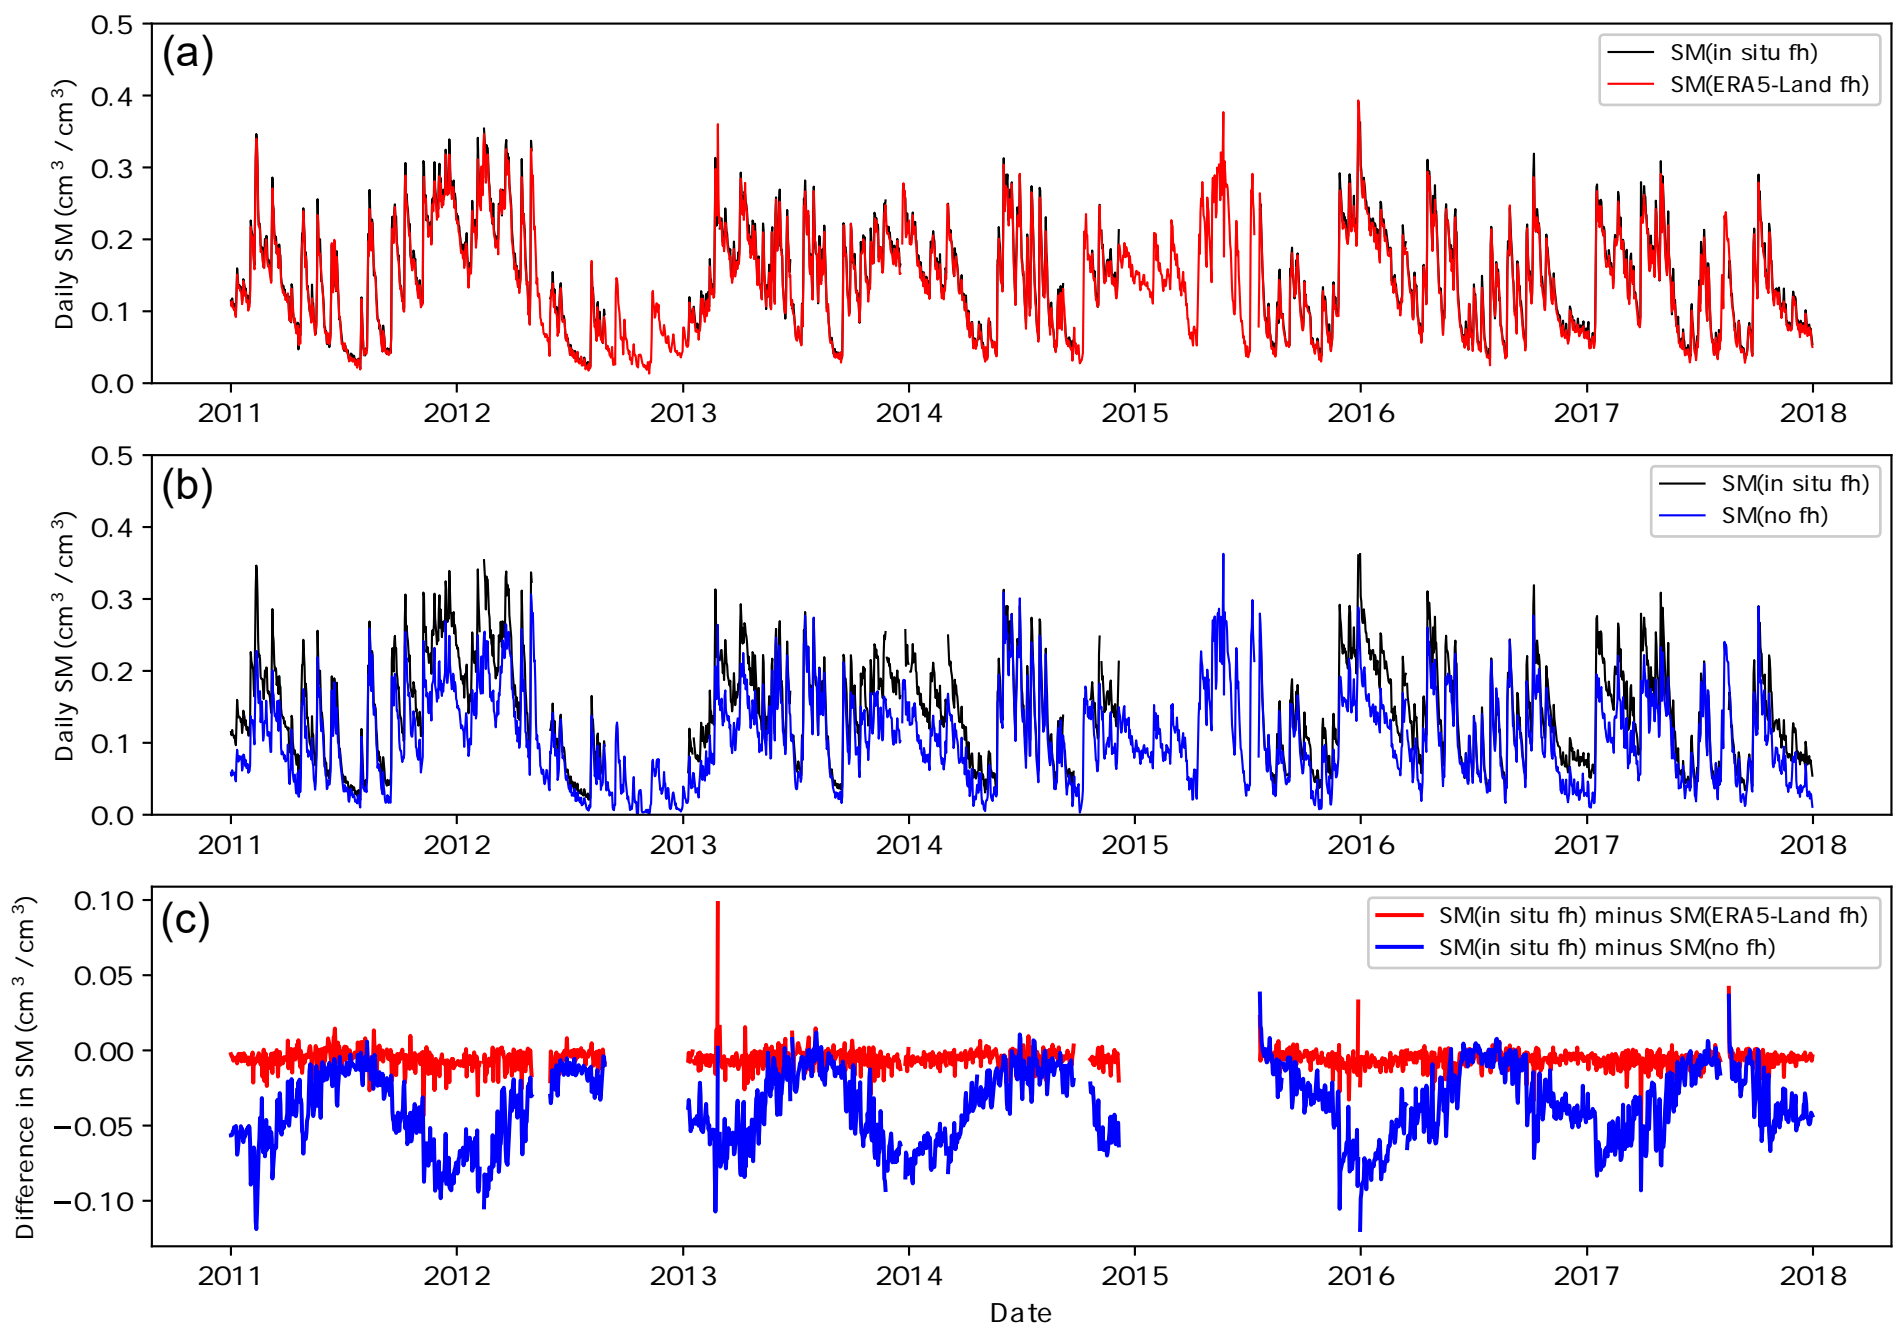 (a)
SM(in situ fh)
SM(ERA5-Land fh)
Daily SM (cm³ / cm³)
0.5
0.4
0.3
0.2
0.1
0.0
2011 2012 2013 2014 2015 2016 2017 2018
(b)
SM(in situ fh)
SM(no fh)
Daily SM (cm³ / cm³)
0.5
0.4
0.3
0.2
0.1
0.0
2011 2012 2013 2014 2015 2016 2017 2018
(c)
SM(in situ fh) minus SM(ERA5-Land fh)
SM(in situ fh) minus SM(no fh)
Difference in SM (cm³ / cm³)
0.10
0.05
0.00
−0.05
−0.10
2011 2012 2013 2014 2015 2016 2017 2018
Date